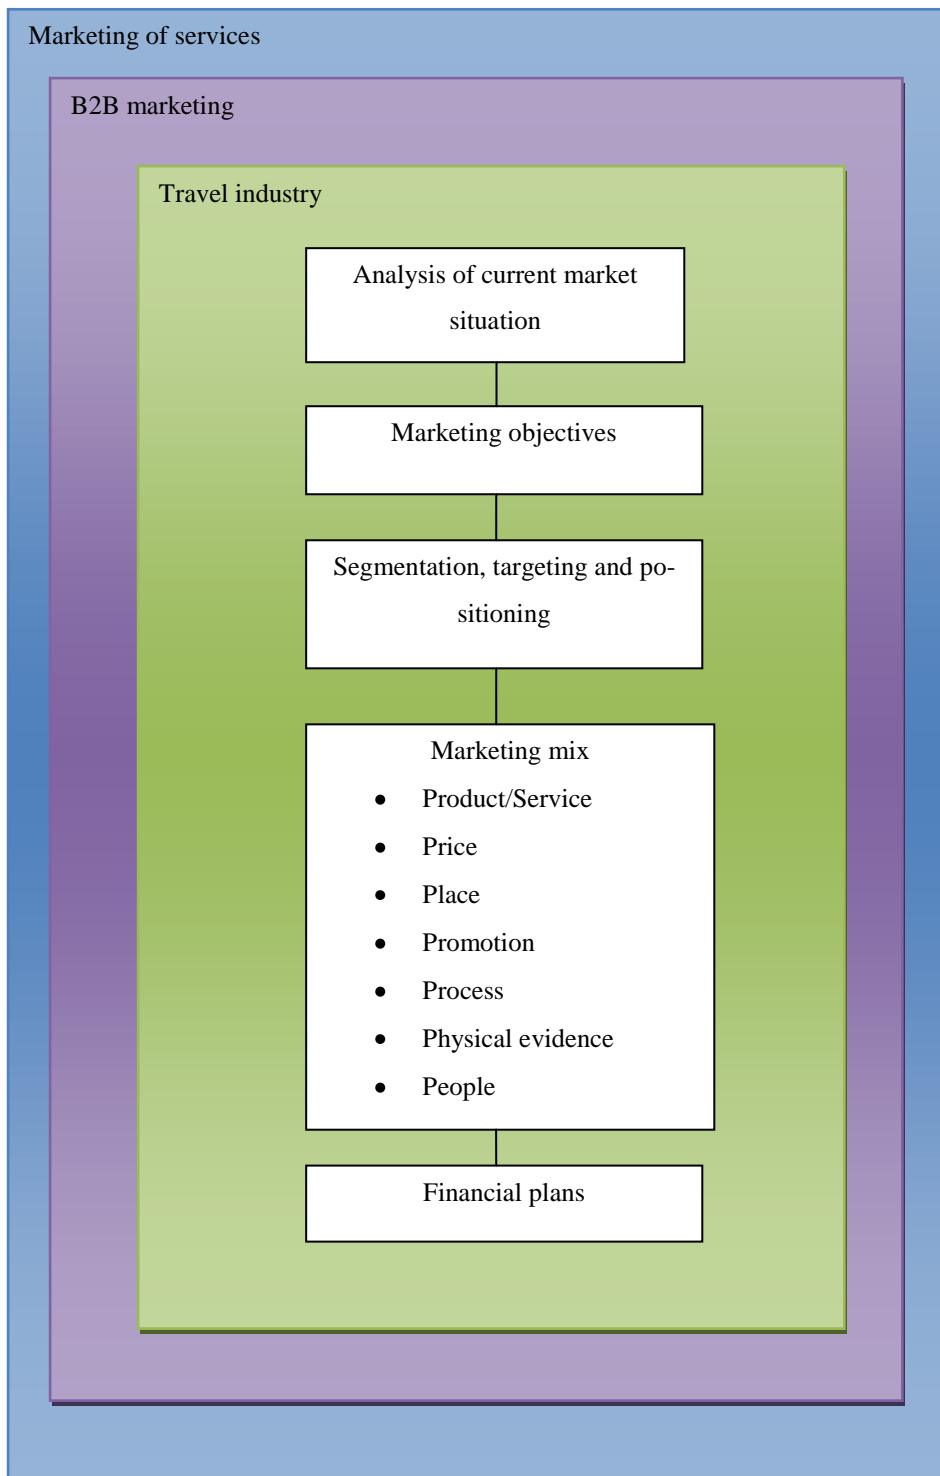 Marketing of services
B2B marketing
Travel industry
Analysis of current market
situation
Marketing objectives
Segmentation, targeting and po-
sitioning
Marketing mix
• Product/Service
• Price
• Place
• Promotion
• Process
• Physical evidence
• People
Financial plans